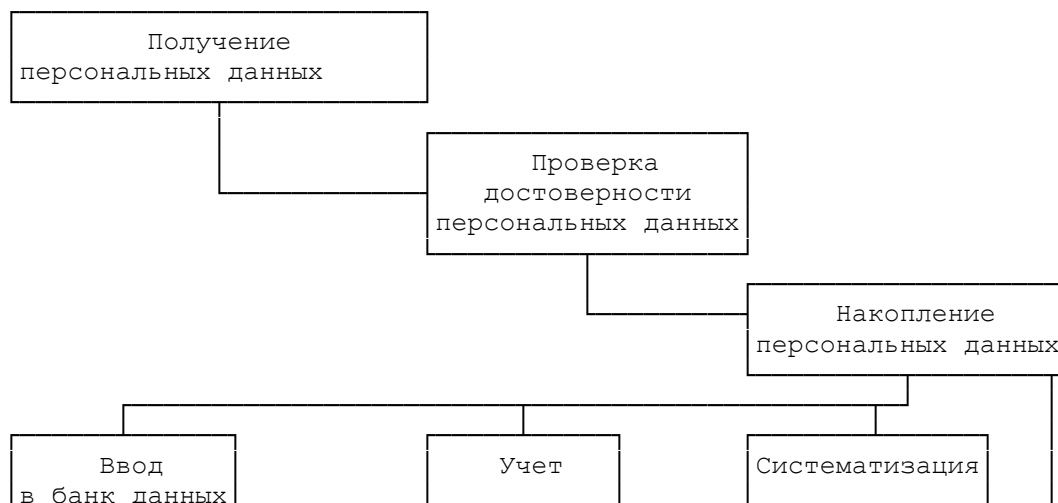 Получение
персональных данных
Проверка
достоверности
персональных данных
Накопление
персональных данных
Ввод
в банк данных
Учет
Систематизация